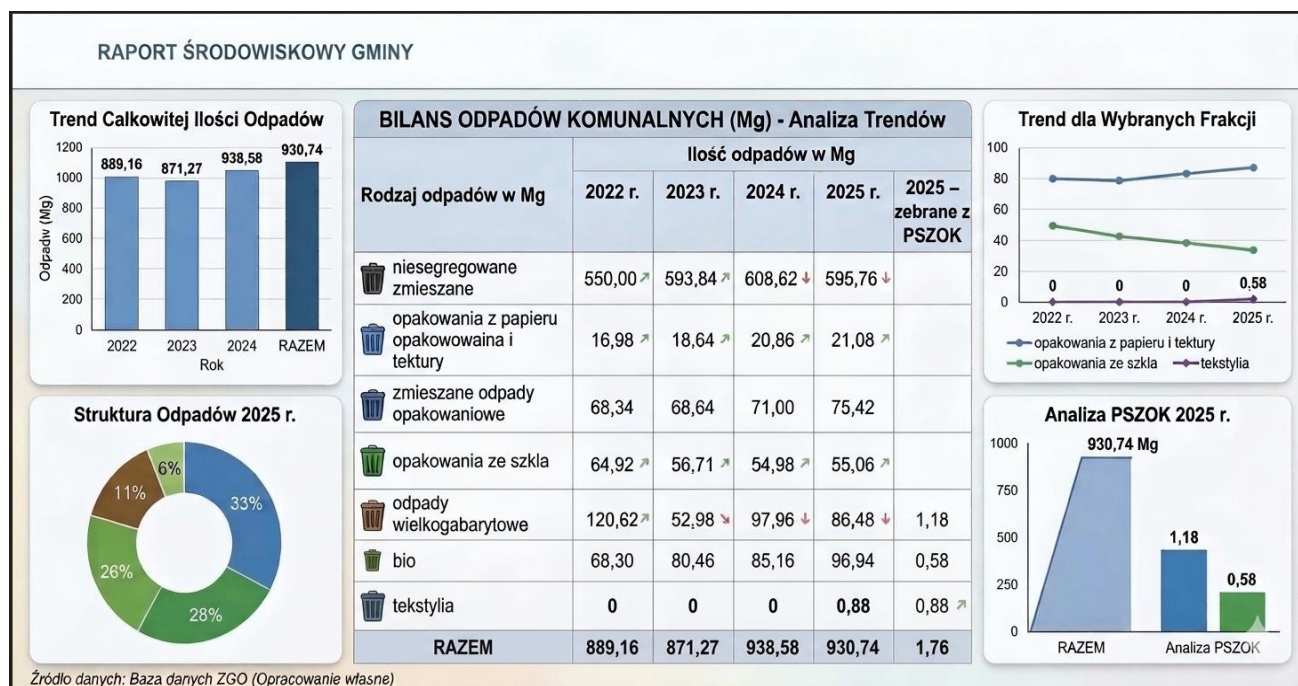 RAPORT ŚRODOWISKOWY GMINY
Trend Całkowitej Ilości Odpadów
Odpadw (Mg)
1200
1000
800
600
400
200
0
889,16
871,27
938,58
930,74
2022 2023 2024 RAZEM
Rok
Struktura Odpadów 2025 r.
6%
11%
33%
26%
28%
BILANS ODPADÓW KOMUNALNYCH (Mg) - Analiza Trendów
Rodzaj odpadów w Mg
Ilość odpadów w Mg
2022 r. 2023 r. 2024 r. 2025 r. 2025 –
zebrane z
PSZOK
niesegregowane
zmieszane
550,00 ↗ 593,84 ↗ 608,62 ↓ 595,76 ↓
opakowania z papieru
opakowowaina i
tektury
16,98 ↗ 18,64 ↗ 20,86 ↗ 21,08 ↗
zmieszane odpady
opakowaniowe
68,34 68,64 71,00 75,42
opakowania ze szkla
64,92 ↗ 56,71 ↗ 54,98 ↗ 55,06 ↗
odpady
wielkogabarytowe
120,62 ↗ 52,98 ↘ 97,96 ↓ 86,48 ↓ 1,18
bio 68,30 80,46 85,16 96,94 0,58
tekstylia 0 0 0 0,88 0,88 ↗
RAZEM 889,16 871,27 938,58 930,74 1,76
Trend dla Wybranych Frakcji
100
80
60
40
20
0
0 0 0 0,58
2022 r. 2023 r. 2024 r. 2025 r.
opakowania z papieru i tektury
opakowania ze szkla tekstylia
Analiza PSZOK 2025 r.
1000
750
500
250
0
930,74 Mg
1,18
0,58
RAZEM Analiza PSZOK
Źródło danych: Baza danych ZGO (Opracowanie własne)